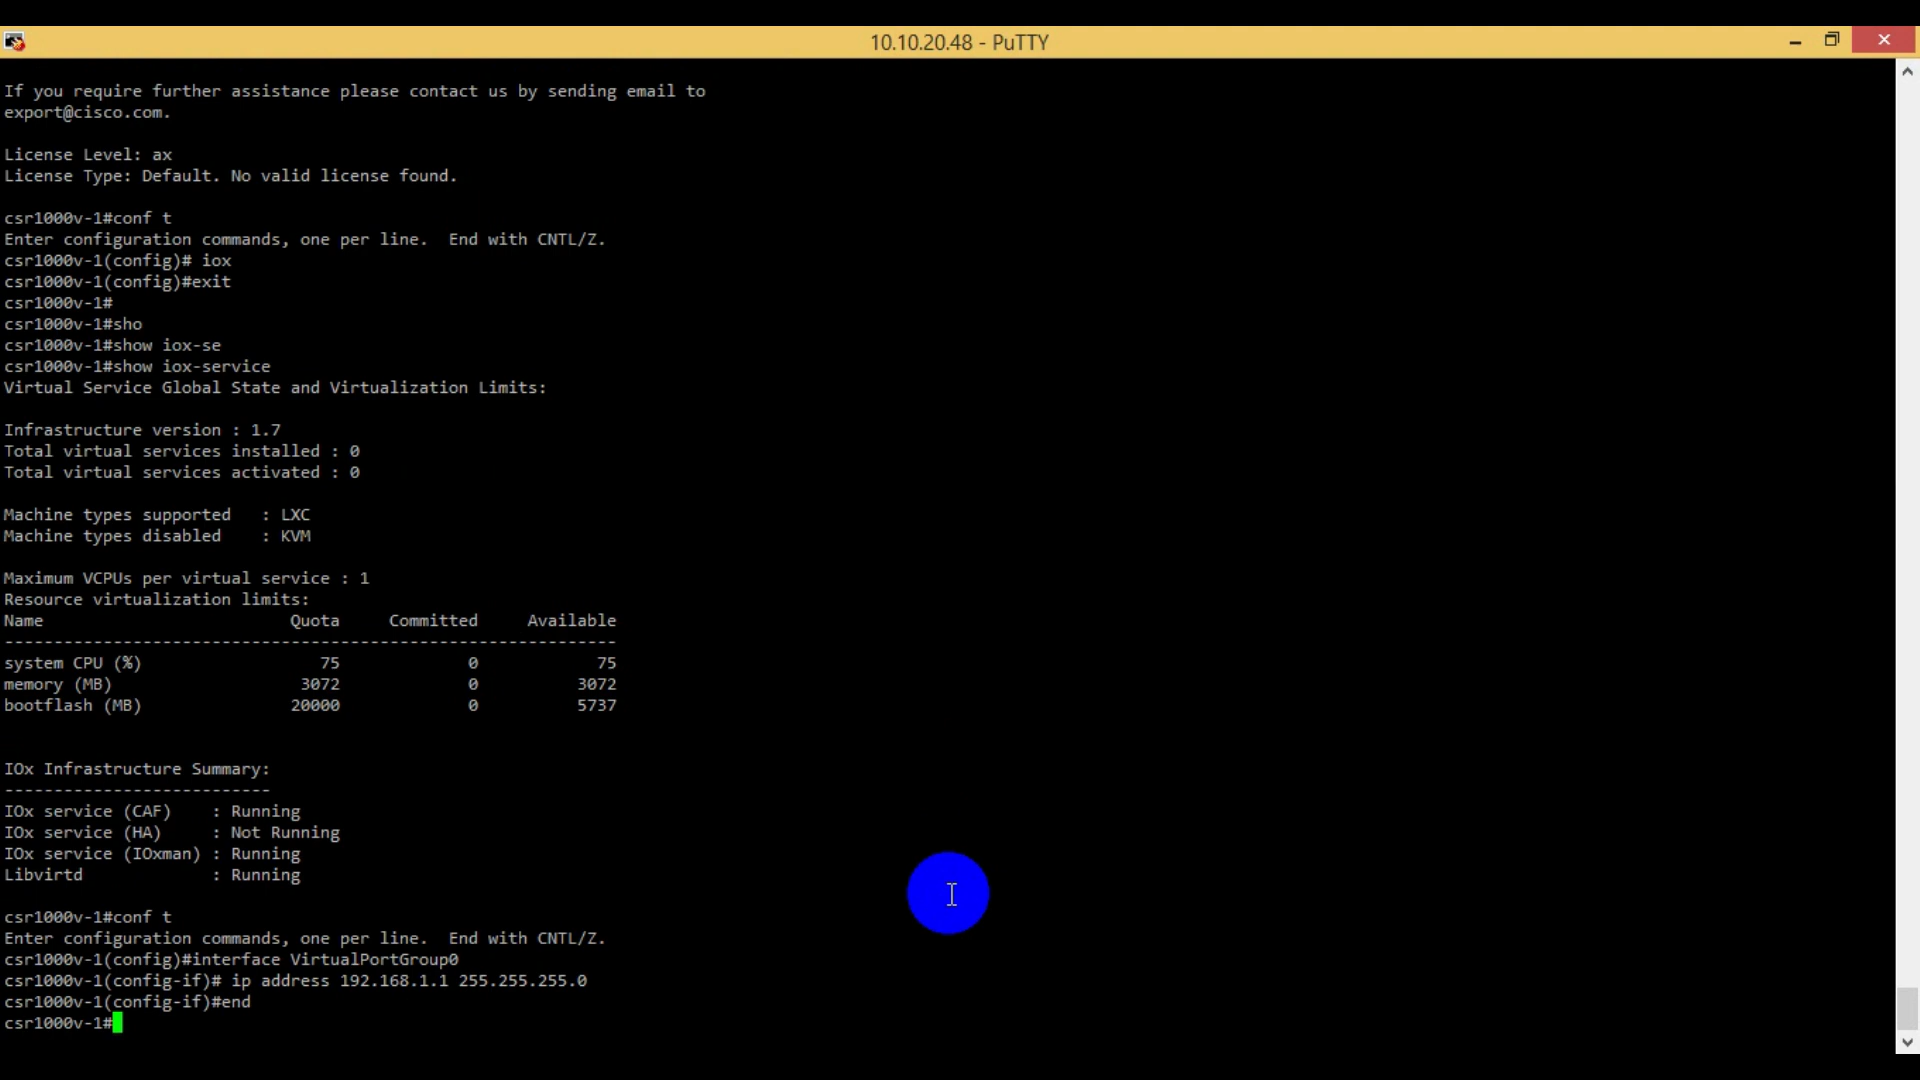 10.10.20.48 - PuTTY
If you require further assistance please contact us by sending email to
export@cisco.com.
License Level: ax
License Type: Default. No valid license found.
csr1000v-1#conf t
Enter configuration commands, one per line.  End with CNTL/Z.
csr1000v-1(config)# iox
csr1000v-1(config)#exit
csr1000v-1#
csr1000v-1#sho
csr1000v-1#show iox-se
csr1000v-1#show iox-service
Virtual Service Global State and Virtualization Limits:
Infrastructure version : 1.7
Total virtual services installed : 0
Total virtual services activated : 0
Machine types supported   : LXC
Machine types disabled    : KVM
Maximum VCPUs per virtual service : 1
Resource virtualization limits:
Name                         Quota     Committed     Available
--------------------------------------------------------------
system CPU (%)                  75             0            75
memory (MB)                   3072             0          3072
bootflash (MB)               20000             0          5737
IOx Infrastructure Summary:
---------------------------
IOx service (CAF)    : Running
IOx service (HA)     : Not Running
IOx service (IOxman) : Running
Libvirtd             : Running
csr1000v-1#conf t
Enter configuration commands, one per line.  End with CNTL/Z.
csr1000v-1(config)#interface VirtualPortGroup0
csr1000v-1(config-if)# ip address 192.168.1.1 255.255.255.0
csr1000v-1(config-if)#end
csr1000v-1#